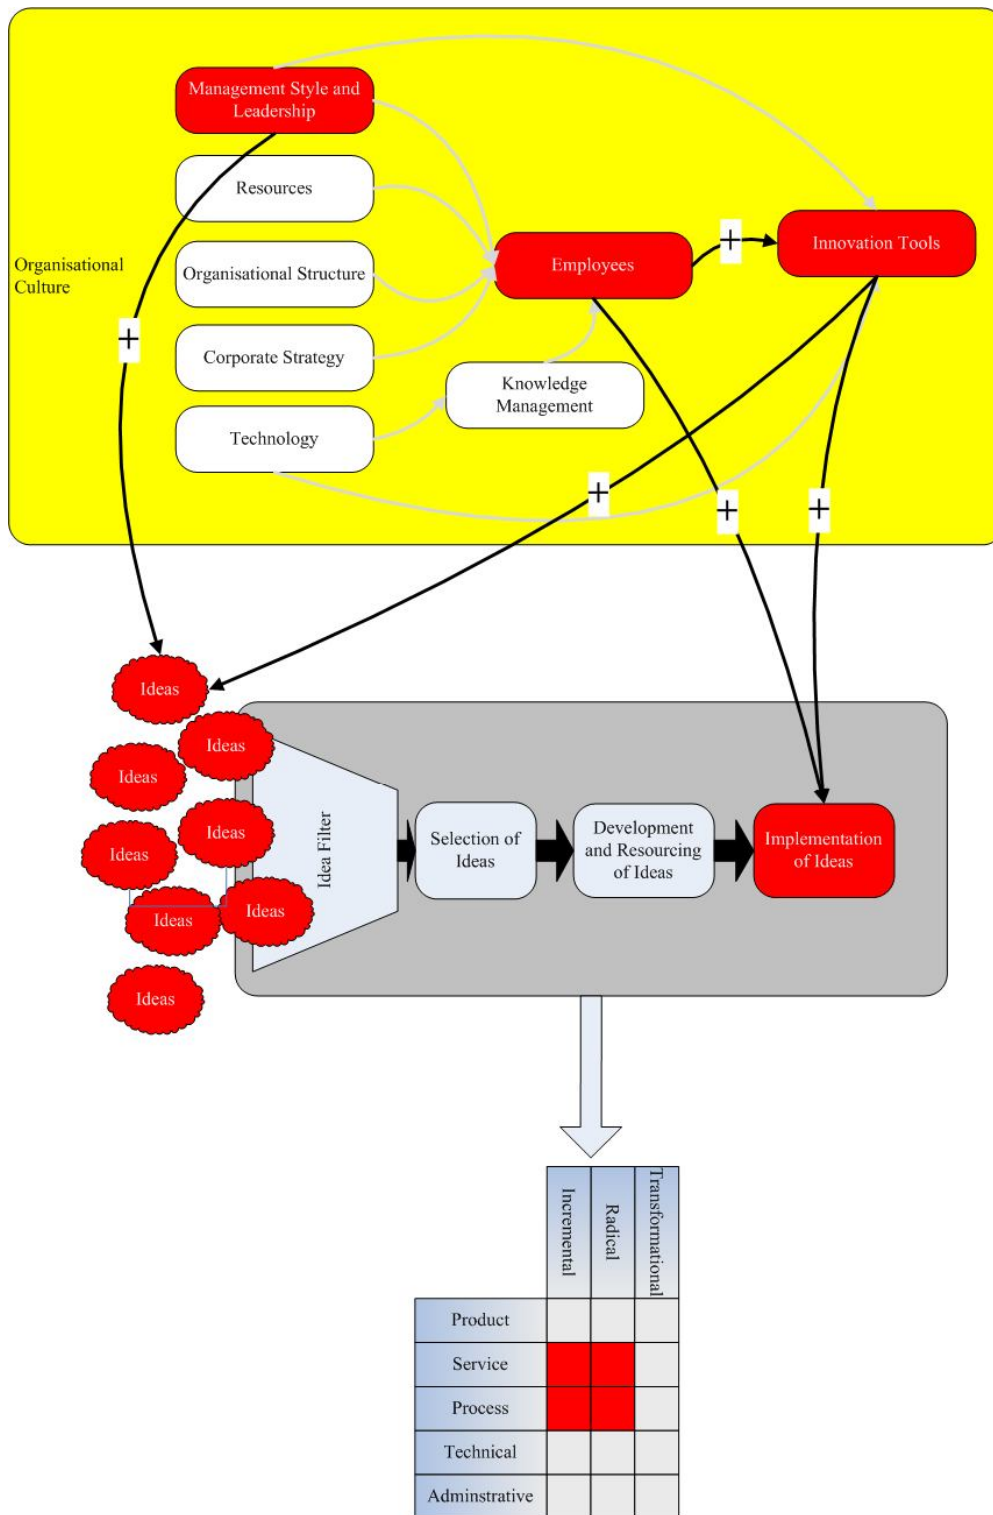 Management Style and
Leadership
Resources
Organisational
Culture
Organisational Structure
Employees
Innovation Tools
Corporate Strategy
Knowledge
Management
Technology
+
+
+
+
+
Ideas
Ideas
Ideas
Ideas
Ideas
Ideas
Ideas
Ideas
Idea Filter
Selection of
Ideas
Development
and Resourcing
of Ideas
Implementation
of Ideas
Incremental
Radical
Transformational
Product
Service
Process
Technical
Adminstrative